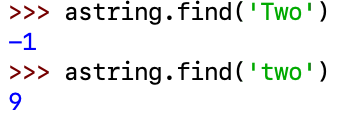 >>> astring.find('Two')
-1
>>> astring.find('two')
9